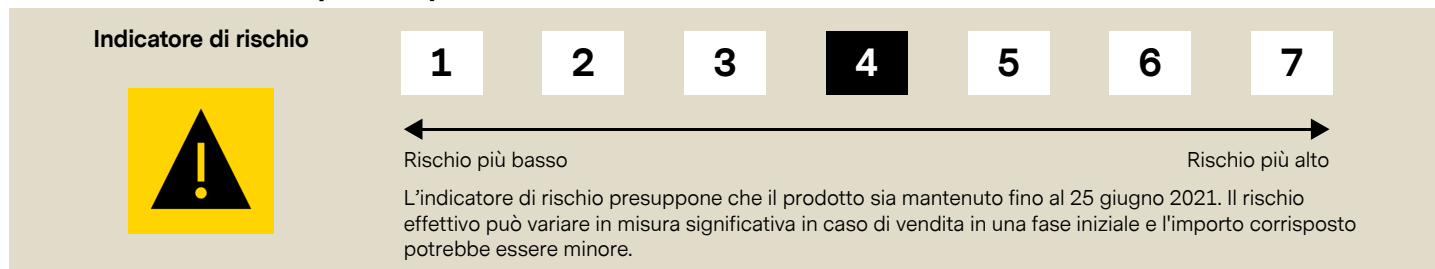 Indicatore di rischio
1 2 3 4 5 6 7
Rischio più basso Rischio più alto
L'indicatore di rischio presuppone che il prodotto sia mantenuto fino al 25 giugno 2021. Il rischio
effettivo può variare in misura significativa in caso di vendita in una fase iniziale e l'importo corrisposto
potrebbe essere minore.